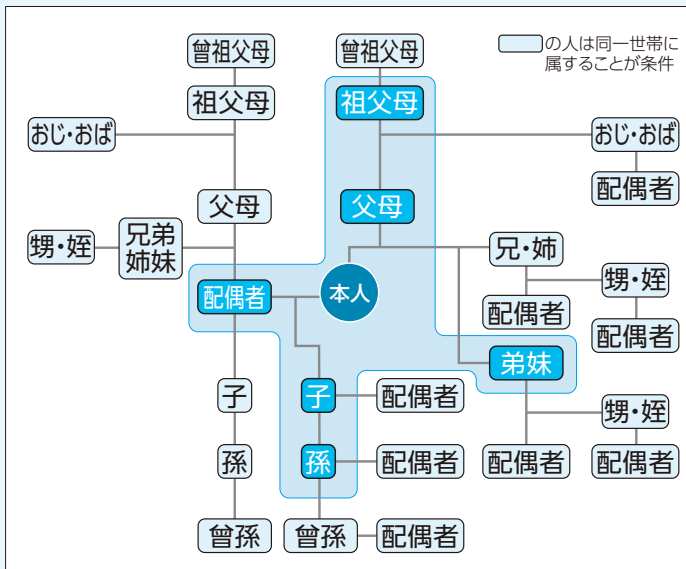 曾祖父母
曾祖父母
の人は同一世帯に
属することが条件
祖父母
祖父母
おじ・おば
おじ・おば
配偶者
父母
父母
甥・姪
兄弟
姉妹
兄・姉
配偶者
本人
甥・姪
配偶者
配偶者
弟妹
子
子
配偶者
甥・姪
孫
孫
配偶者
配偶者
配偶者
曾孫
曾孫
配偶者